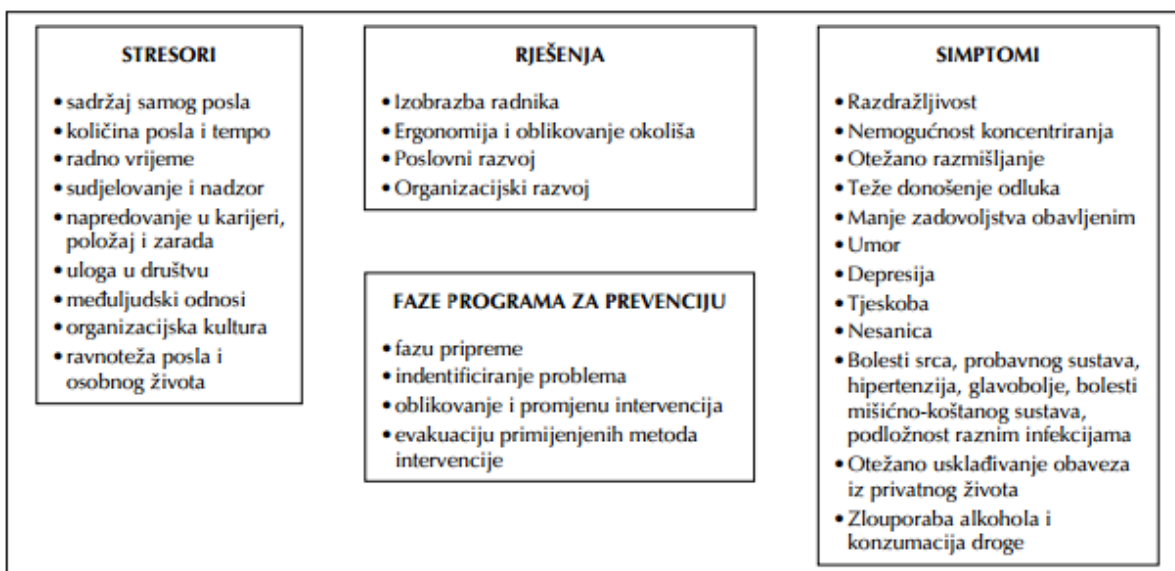 STRESORI
• sadržaj samog posla
• količina posla i tempo
• radno vrijeme
• sudjelovanje i nadzor
• napredovanje u karijeri,
položaj i zarada
• uloga u društvu
• međuljudski odnosi
• organizacijska kultura
• ravnoteža posla i
osobnog života
RJEŠENJA
• Izobrazba radnika
• Ergonomija i oblikovanje okoliša
• Poslovni razvoj
• Organizacijski razvoj
FAZE PROGRAMA ZA PREVENCIJU
• fazu pripreme
• indentificiranje problema
• oblikovanje i promjenu intervencija
• evakuaciju primijenjenih metoda
intervencije
SIMPTOMI
• Razdražljivost
• Nemogućnost koncentriranja
• Otežano razmišljanje
• Teže donošenje odluka
• Manje zadovoljstva obavljenim
• Umor
• Depresija
• Tjeskoba
• Nesanica
• Bolesti srca, probavnog sustava,
hipertenzija, glavobolje, bolesti
mišićno-koštanog sustava,
podložnost raznim infekcijama
• Otežano usklađivanje obaveza
iz privatnog života
• Zlouporaba alkohola i
konzumacija droge